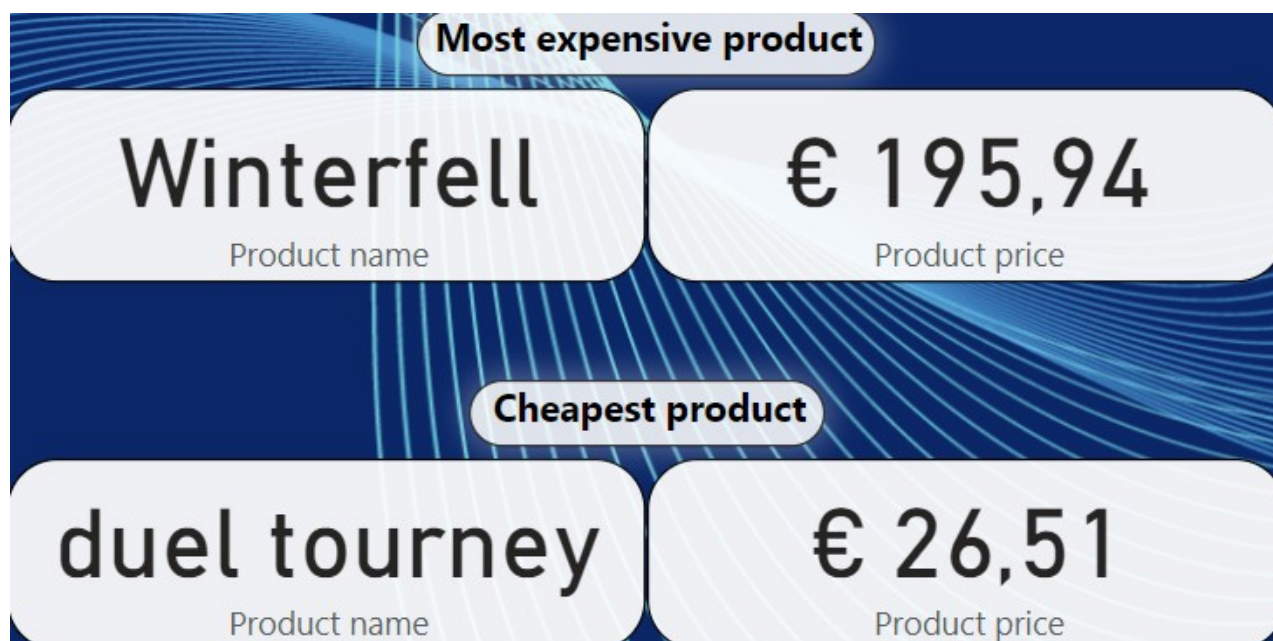 Most expensive product
Winterfell
€ 195,94
Product name
Product price
Cheapest product
duel tourney
€ 26,51
Product name
Product price